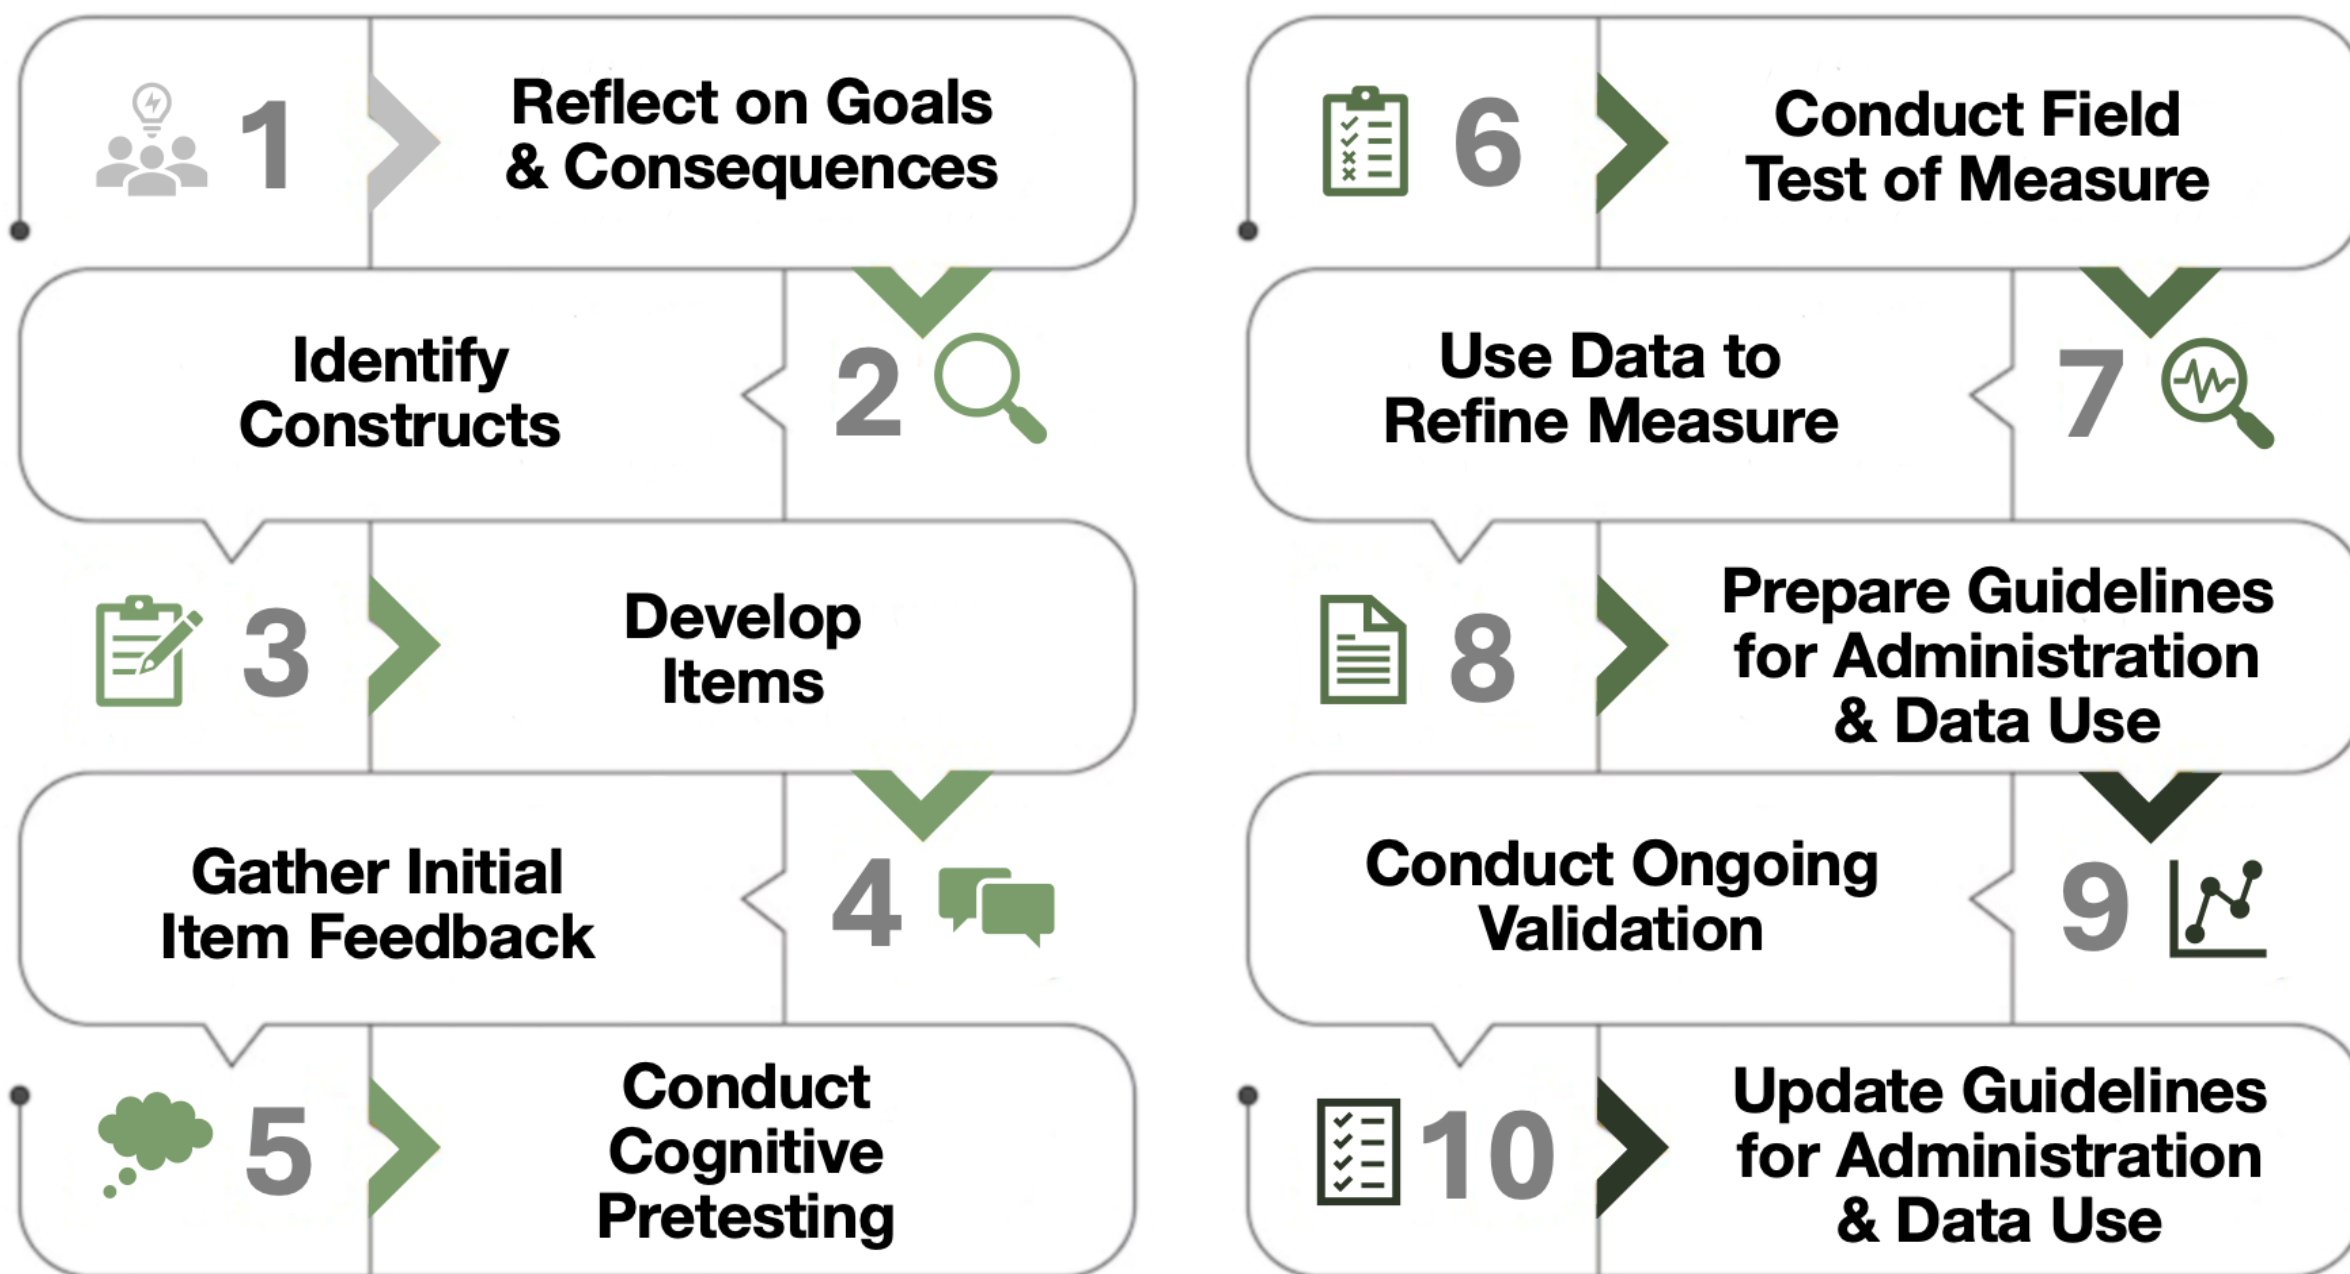 1
Reflect on Goals
& Consequences
Identify
Constructs
2
3
Develop
Items
Gather Initial
Item Feedback
4
5
Conduct
Cognitive
Pretesting
6
Conduct Field
Test of Measure
Use Data to
Refine Measure
7
8
Prepare Guidelines
for Administration
& Data Use
Conduct Ongoing
Validation
9
10
Update Guidelines
for Administration
& Data Use